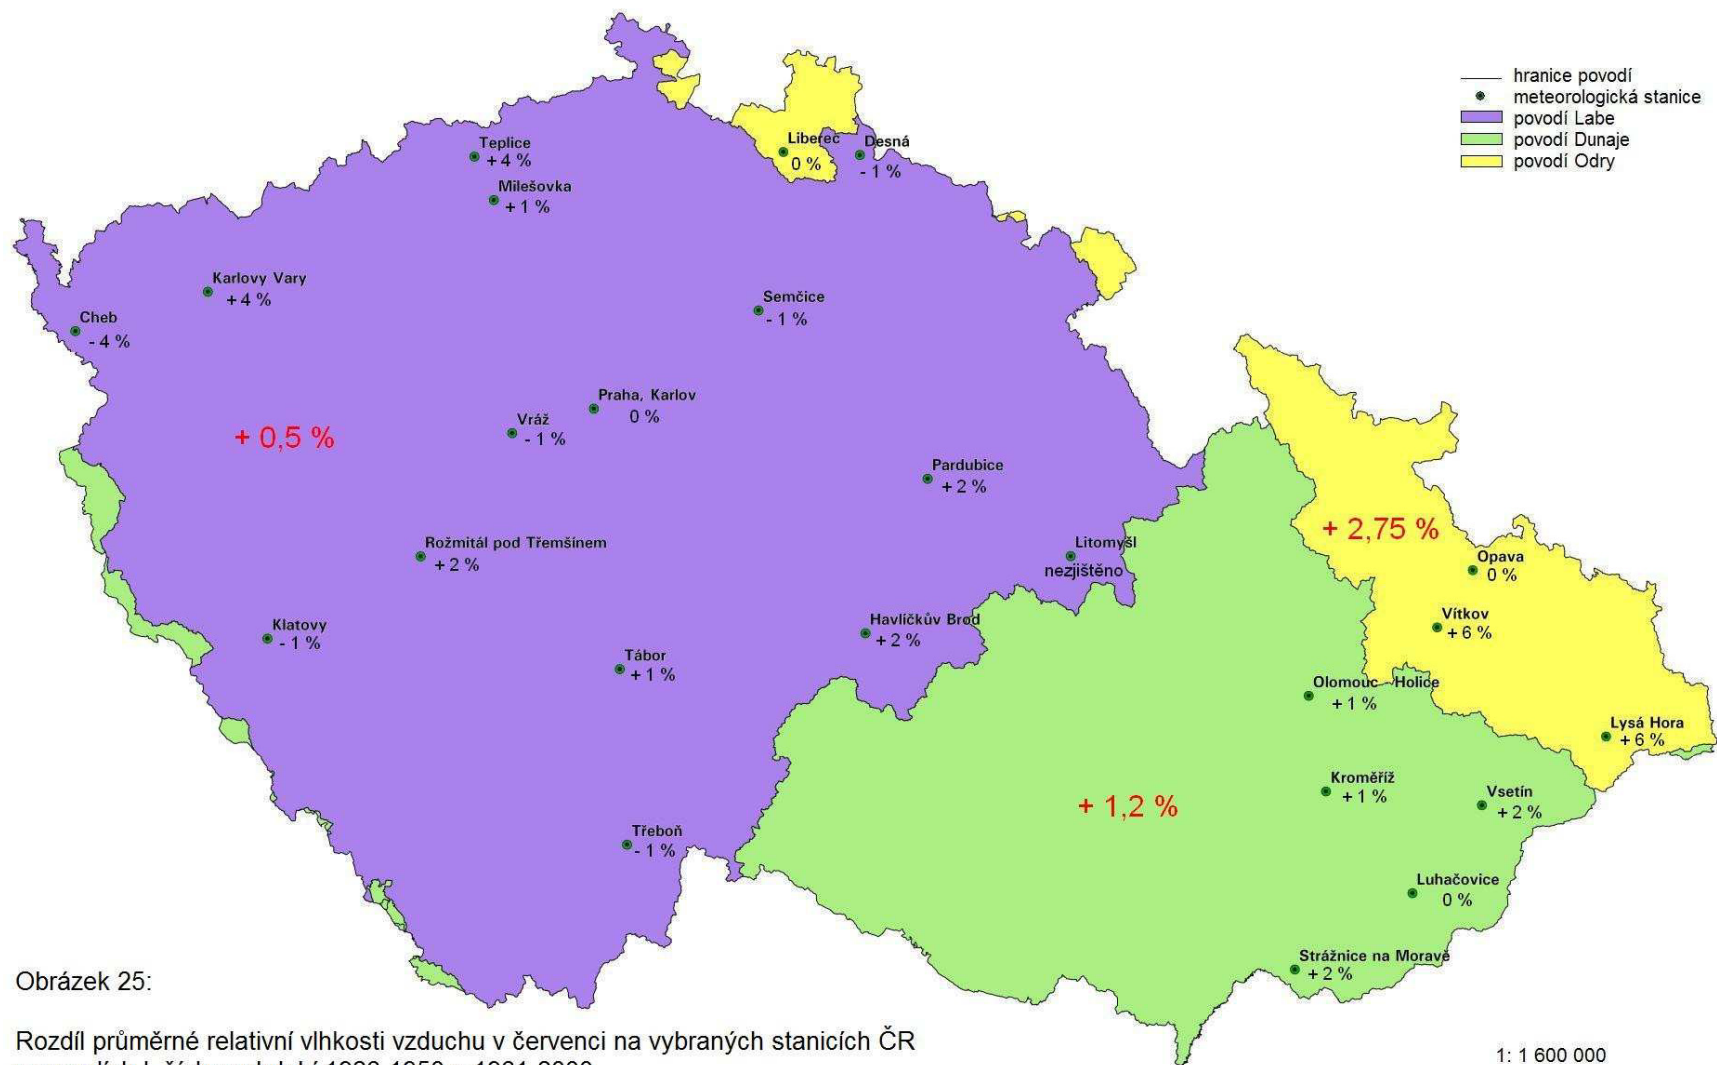 hranice povodí
meteorologická stanice
povodí Labe
povodí Dunaje
povodí Odry
Teplice
+ 4 %
Milešovka
+ 1 %
Liberec
0 %
Desná
- 1 %
Karlovy Vary
+ 4 %
Cheb
- 4 %
Semčice
- 1 %
Praha, Karlov
0 %
Vráž
- 1 %
+ 0,5 %
Pardubice
+ 2 %
Rožmitál pod Třemšínem
+ 2 %
Litomyšl
nezjištěno
+ 2,75 %
Opava
0 %
Vítkov
+ 6 %
Klatovy
- 1 %
Havlíčkův Brod
+ 2 %
Tábor
+ 1 %
Olomouc - Holice
+ 1 %
Lysá Hora
+ 6 %
Kroměříž
+ 1 %
Vsetín
+ 2 %
+ 1,2 %
Třeboň
- 1 %
Luhačovice
0 %
Strážnice na Moravě
+ 2 %
Obrázek 25:
Rozdíl průměrné relativní vlhkosti vzduchu v červenci na vybraných stanicích ČR
1: 1 600 000